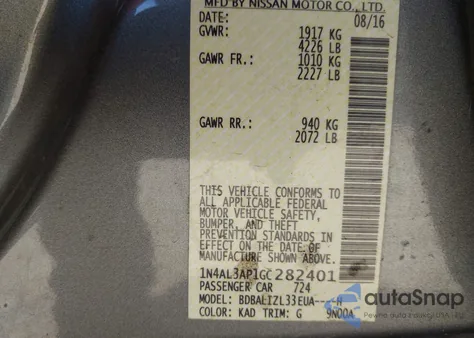 MFD BY NISSAN MOTOR CO., LTD.
DATE: 08/16
GVWR: 1917 KG
4226 LB
GAWR FR.: 1010 KG
2227 LB
GAWR RR.: 940 KG
2072 LB
THIS VEHICLE CONFORMS TO
ALL APPLICABLE FEDERAL
MOTOR VEHICLE SAFETY,
BUMPER, AND THEFT
PREVENTION STANDARDS IN
EFFECT ON THE DATE OF
MANUFACTURE SHOWN ABOVE.
1N4AL3AP1GC282401
PASSENGER CAR 724
MODEL: BDBALIZL33EUA----A
COLOR: KAD TRIM: G 9N00A
autoSnap